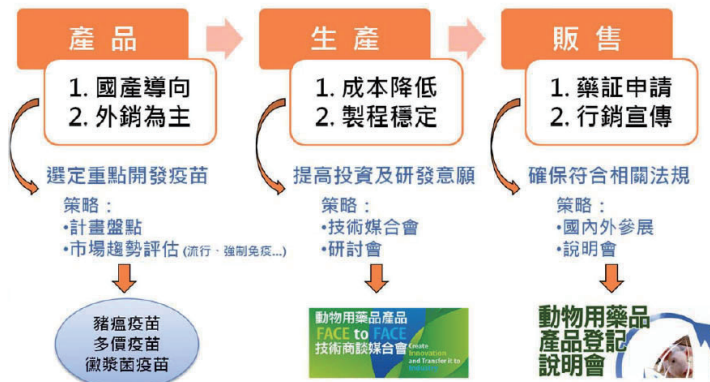 產品
1. 國產導向
2. 外銷為主
選定重點開發疫苗
策略：
•計畫盤點
•市場趨勢評估 (流行、強制免疫...)
豬瘟疫苗
多價疫苗
黴漿菌疫苗
生產
1. 成本降低
2. 製程穩定
提高投資及研發意願
策略：
•技術媒合會
•研討會
動物用藥品產品
FACE to FACE
技術商談媒合會
Create
Innovation
and Transfer it to
販售
1. 藥証申請
2. 行銷宣傳
確保符合相關法規
策略：
•國內外參展
•說明會
動物用藥品
產品登記
說明會